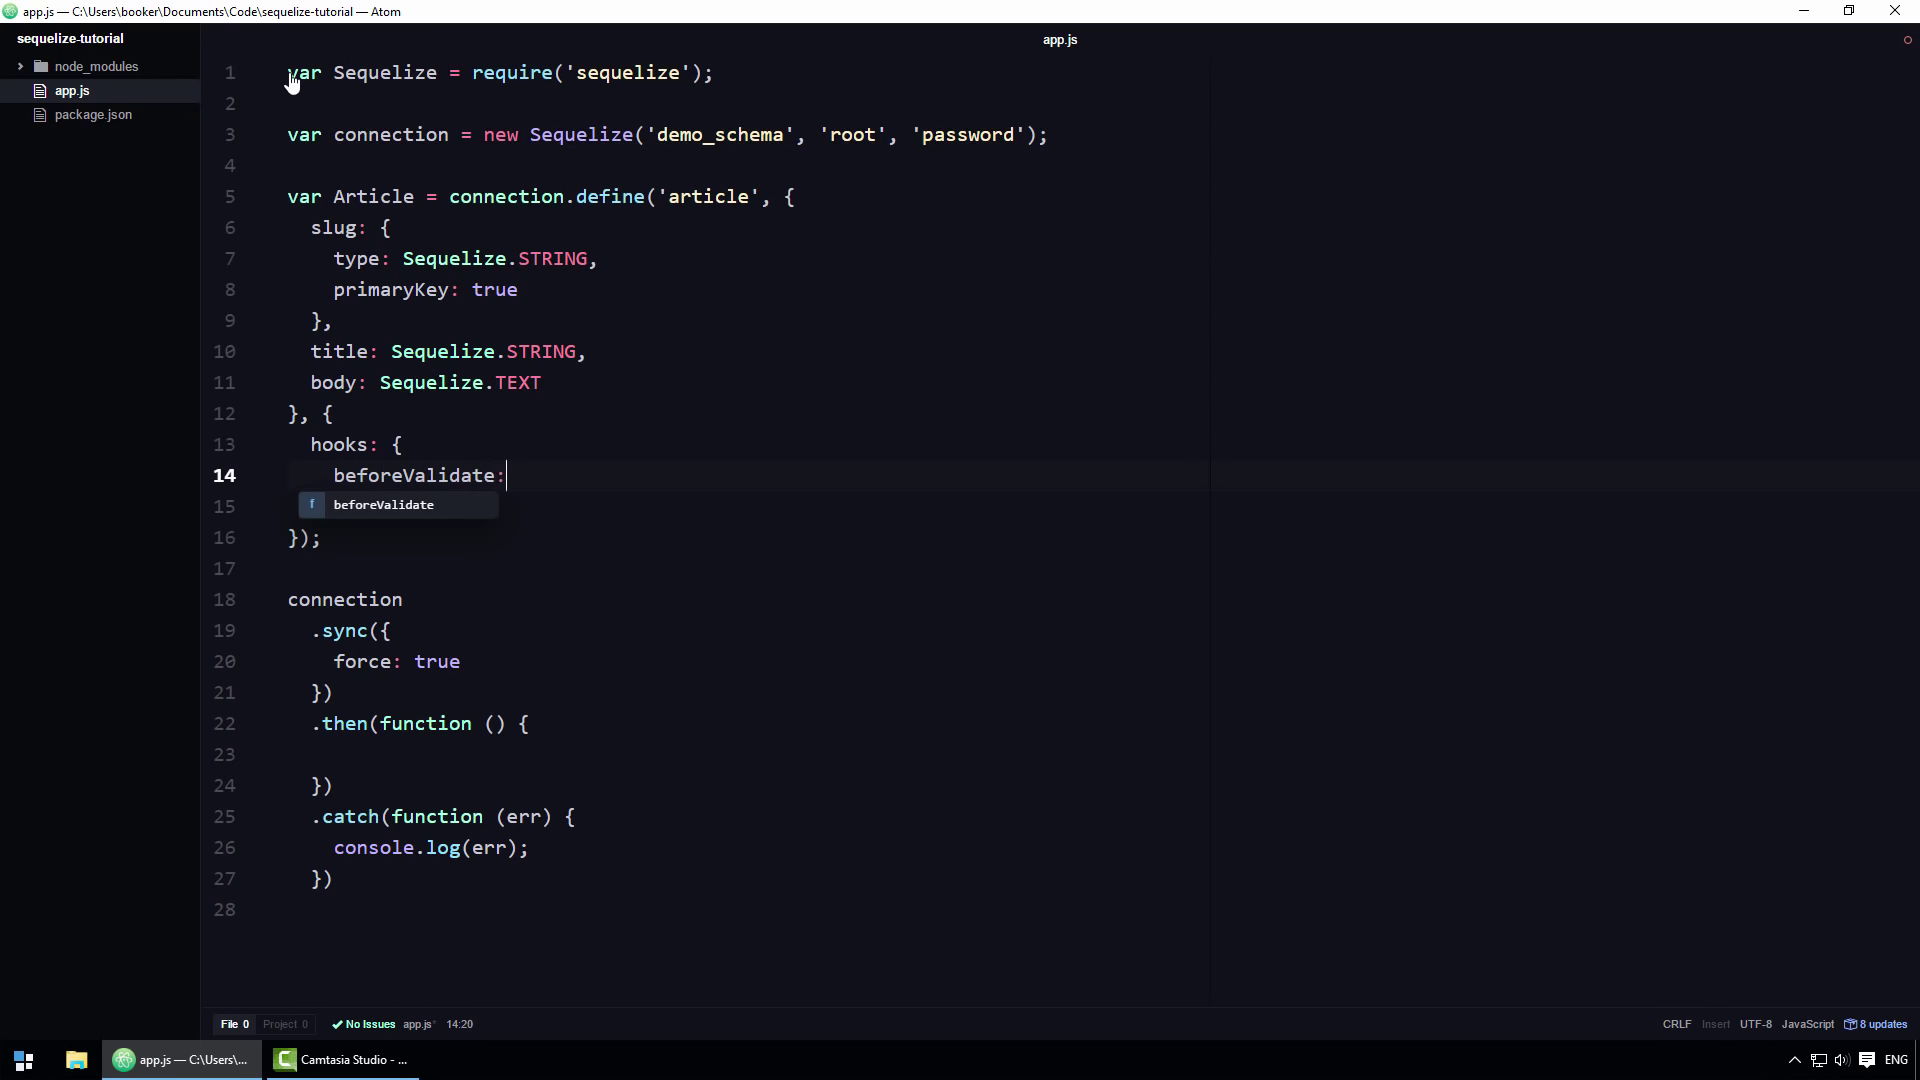 app.js — C:\Users\booker\Documents\Code\sequelize-tutorial — Atom
sequelize-tutorial
node_modules
app.js
package.json
app.js
1 var Sequelize = require('sequelize');
2
3 var connection = new Sequelize('demo_schema', 'root', 'password');
4
5 var Article = connection.define('article', {
6 slug: {
7 type: Sequelize.STRING,
8 primaryKey: true
9 },
10 title: Sequelize.STRING,
11 body: Sequelize.TEXT
12 }, {
13 hooks: {
14 beforeValidate:
f beforeValidate
15
16 });
17
18 connection
19 .sync({
20 force: true
21 })
22 .then(function () {
23
24 })
25 .catch(function (err) {
26 console.log(err);
27 })
28
File 0 Project 0 No Issues app.js* 14:20 CRLF Insert UTF-8 JavaScript 8 updates
app.js — C:\Users\... Camtasia Studio - ... ENG